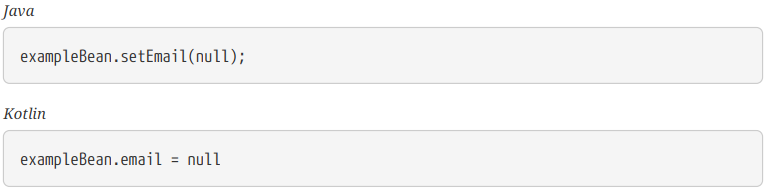 Java
exampleBean.setEmail(null);
Kotlin
exampleBean.email = null